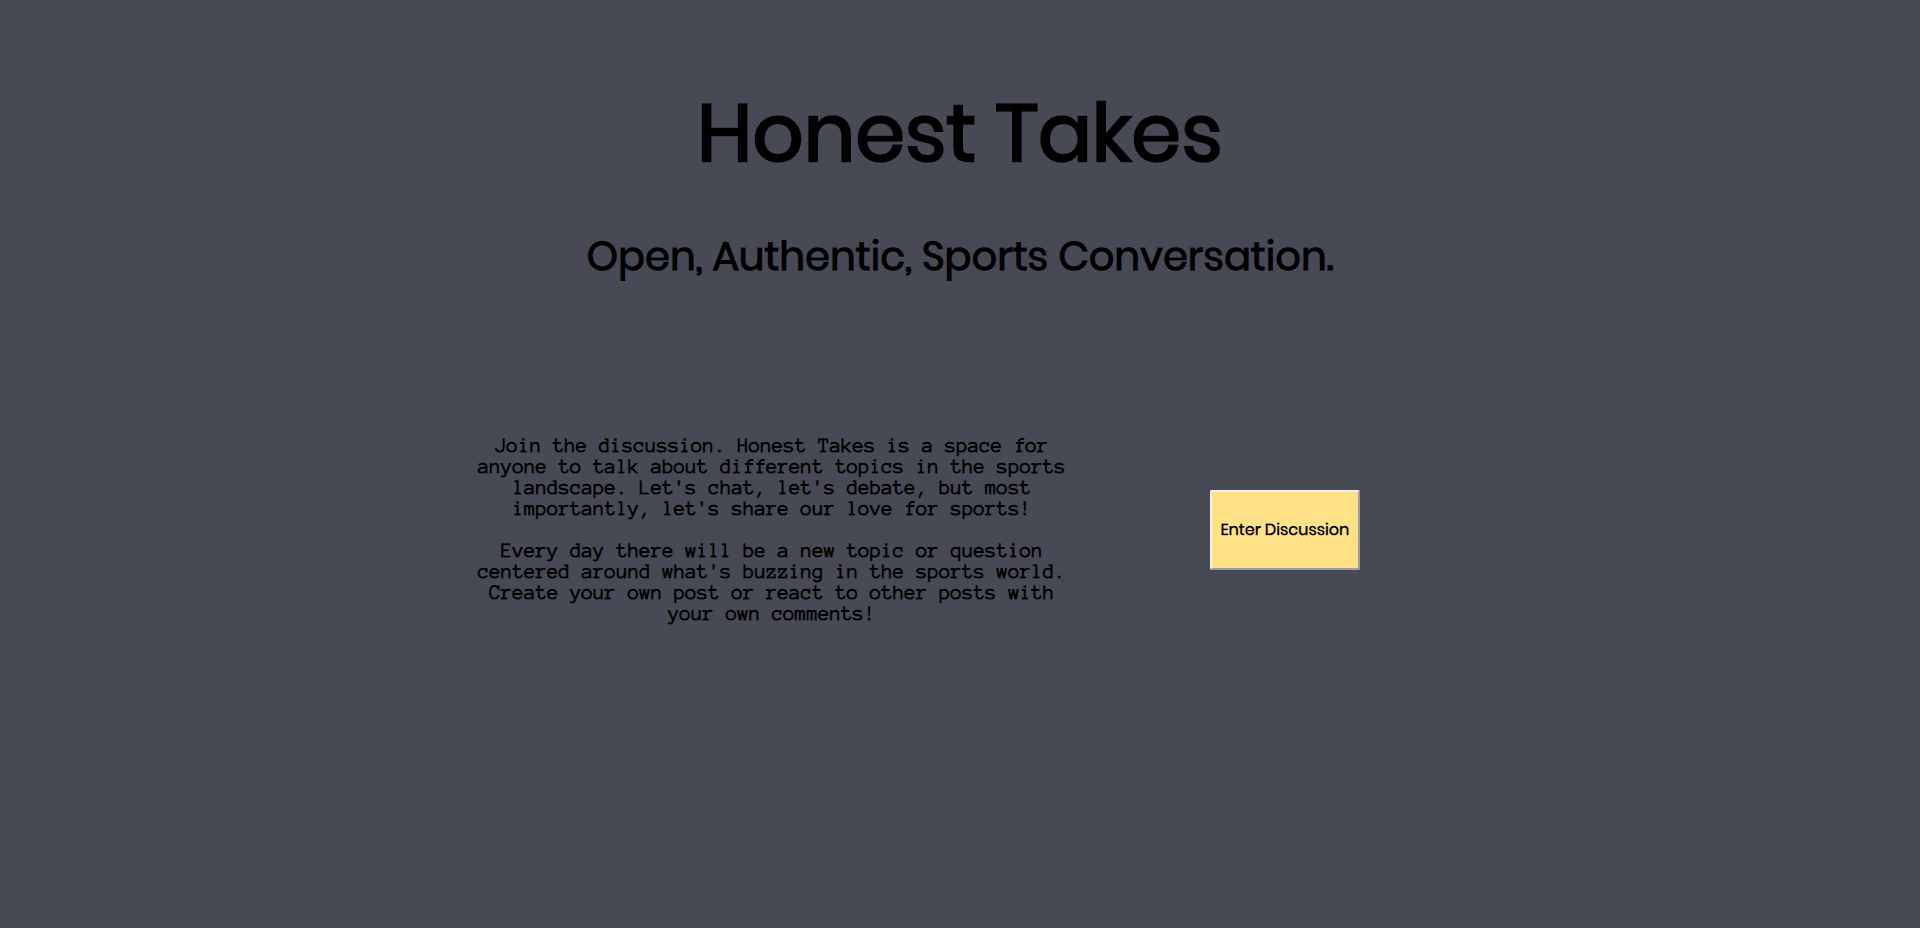 Honest Takes
Open, Authentic, Sports Conversation.
Join the discussion. Honest Takes is a space for
anyone to talk about different topics in the sports
landscape. Let's chat, let's debate, but most
importantly, let's share our love for sports!
Every day there will be a new topic or question
centered around what's buzzing in the sports world.
Create your own post or react to other posts with
your own comments!
Enter Discussion